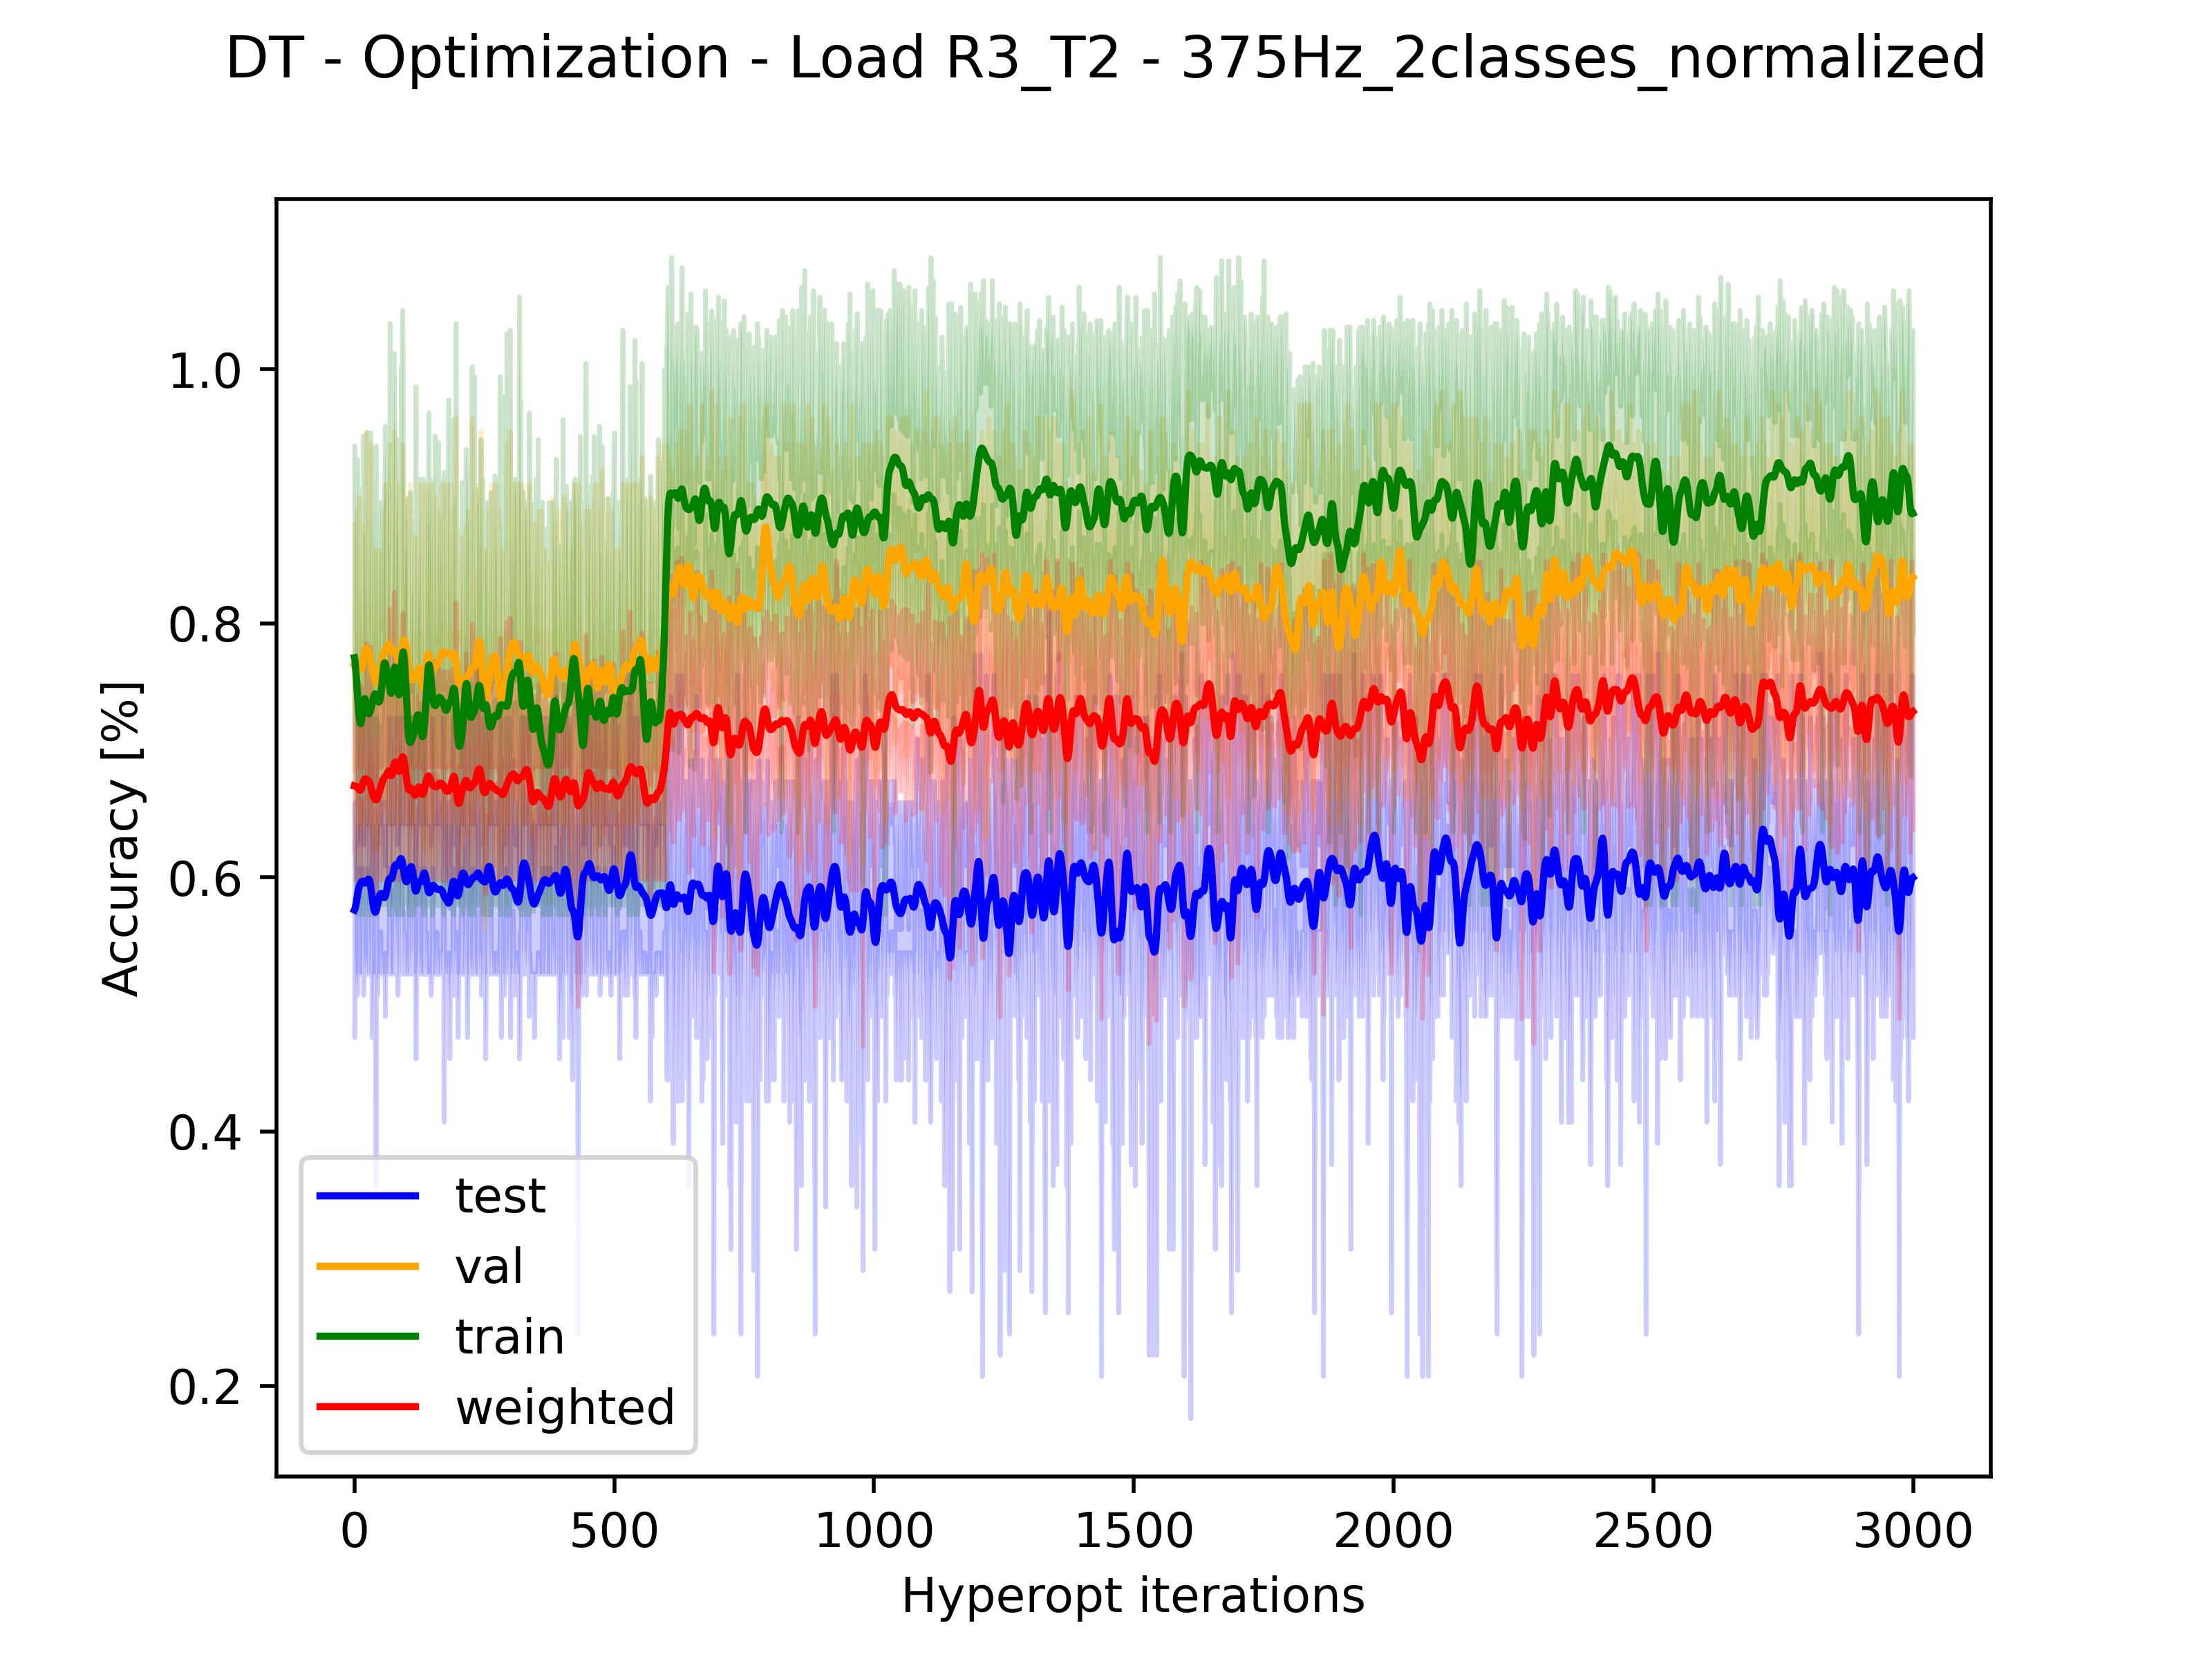 DT - Optimization - Load R3_T2 - 375Hz_2classes_normalized
Accuracy [%]
1.0
0.8
0.6
0.4
0.2
test
val
train
weighted
0 500 1000 1500 2000 2500 3000
Hyperopt iterations